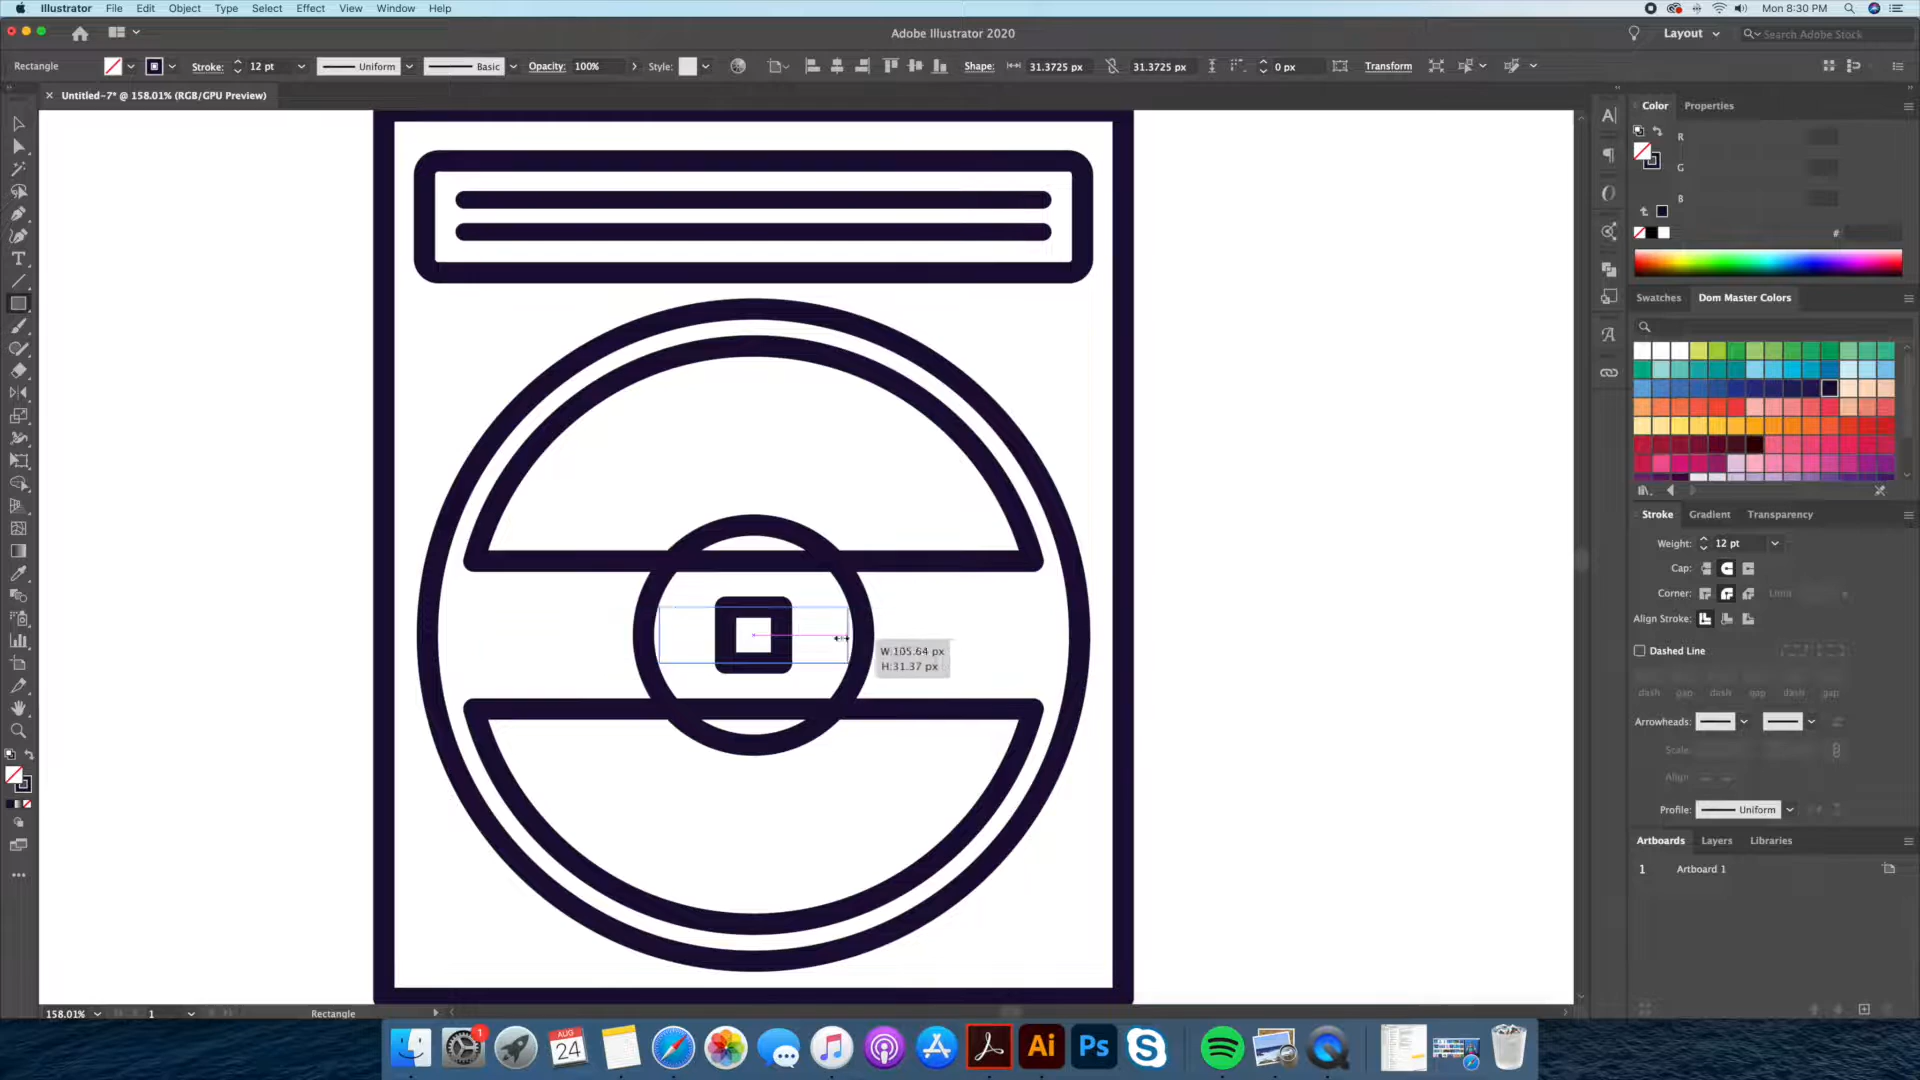 Illustrator File Edit Object Type Select Effect View Window Help Mon 8:30 PM
Adobe Illustrator 2020 Layout Search Adobe Stock
Rectangle Stroke: 12 pt Uniform Basic Opacity: 100% Style: Shape: 31.3725 px 31.3725 px 0 px Transform
Untitled-7* @ 158.01% (RGB/GPU Preview)
Color Properties
R
G
B
#
Swatches Dom Master Colors
Stroke Gradient Transparency
Weight: 12 pt
Cap:
Corner: Limit
Align Stroke:
Dashed Line
dash gap dash gap dash gap
Arrowheads:
Scale:
Align
Profile: Uniform
Artboards Layers Libraries
1 Artboard 1
W:105.64 px
H:31.37 px
158.01% 1 Rectangle
1
AUG
24
Ai
Ps